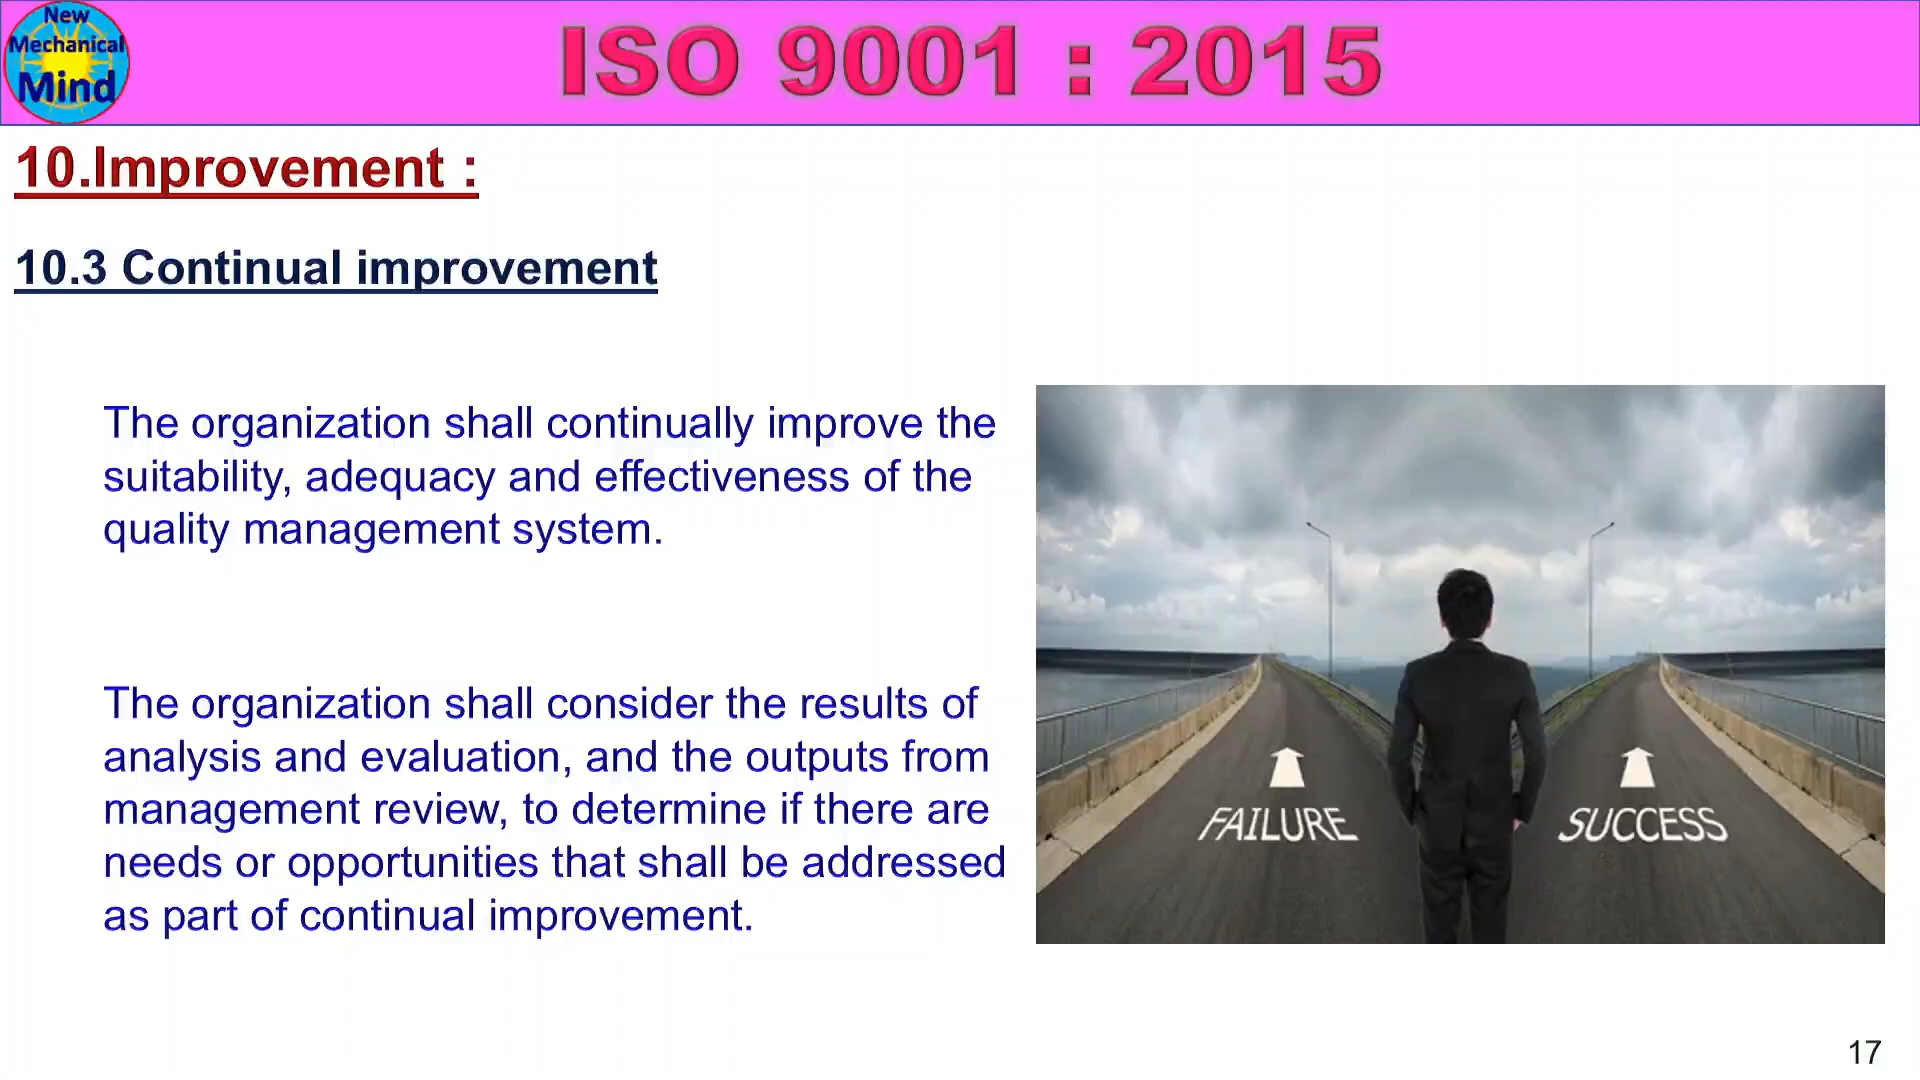 New
Mechanical
Mind
ISO 9001 : 2015
10.Improvement :
10.3 Continual improvement
The organization shall continually improve the
suitability, adequacy and effectiveness of the
quality management system.
The organization shall consider the results of
analysis and evaluation, and the outputs from
management review, to determine if there are
needs or opportunities that shall be addressed
as part of continual improvement.
FAILURE
SUCCESS
17